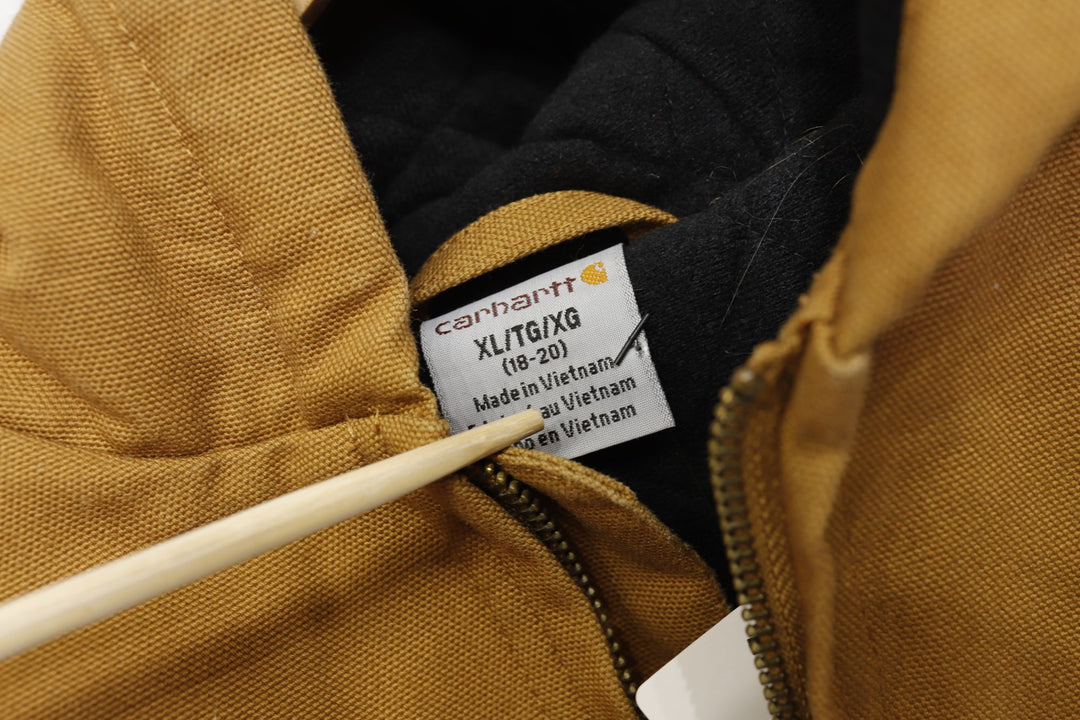 carhartt
XL/TG/XG
(18-20)
Made in Vietnam
au Vietnam
en Vietnam